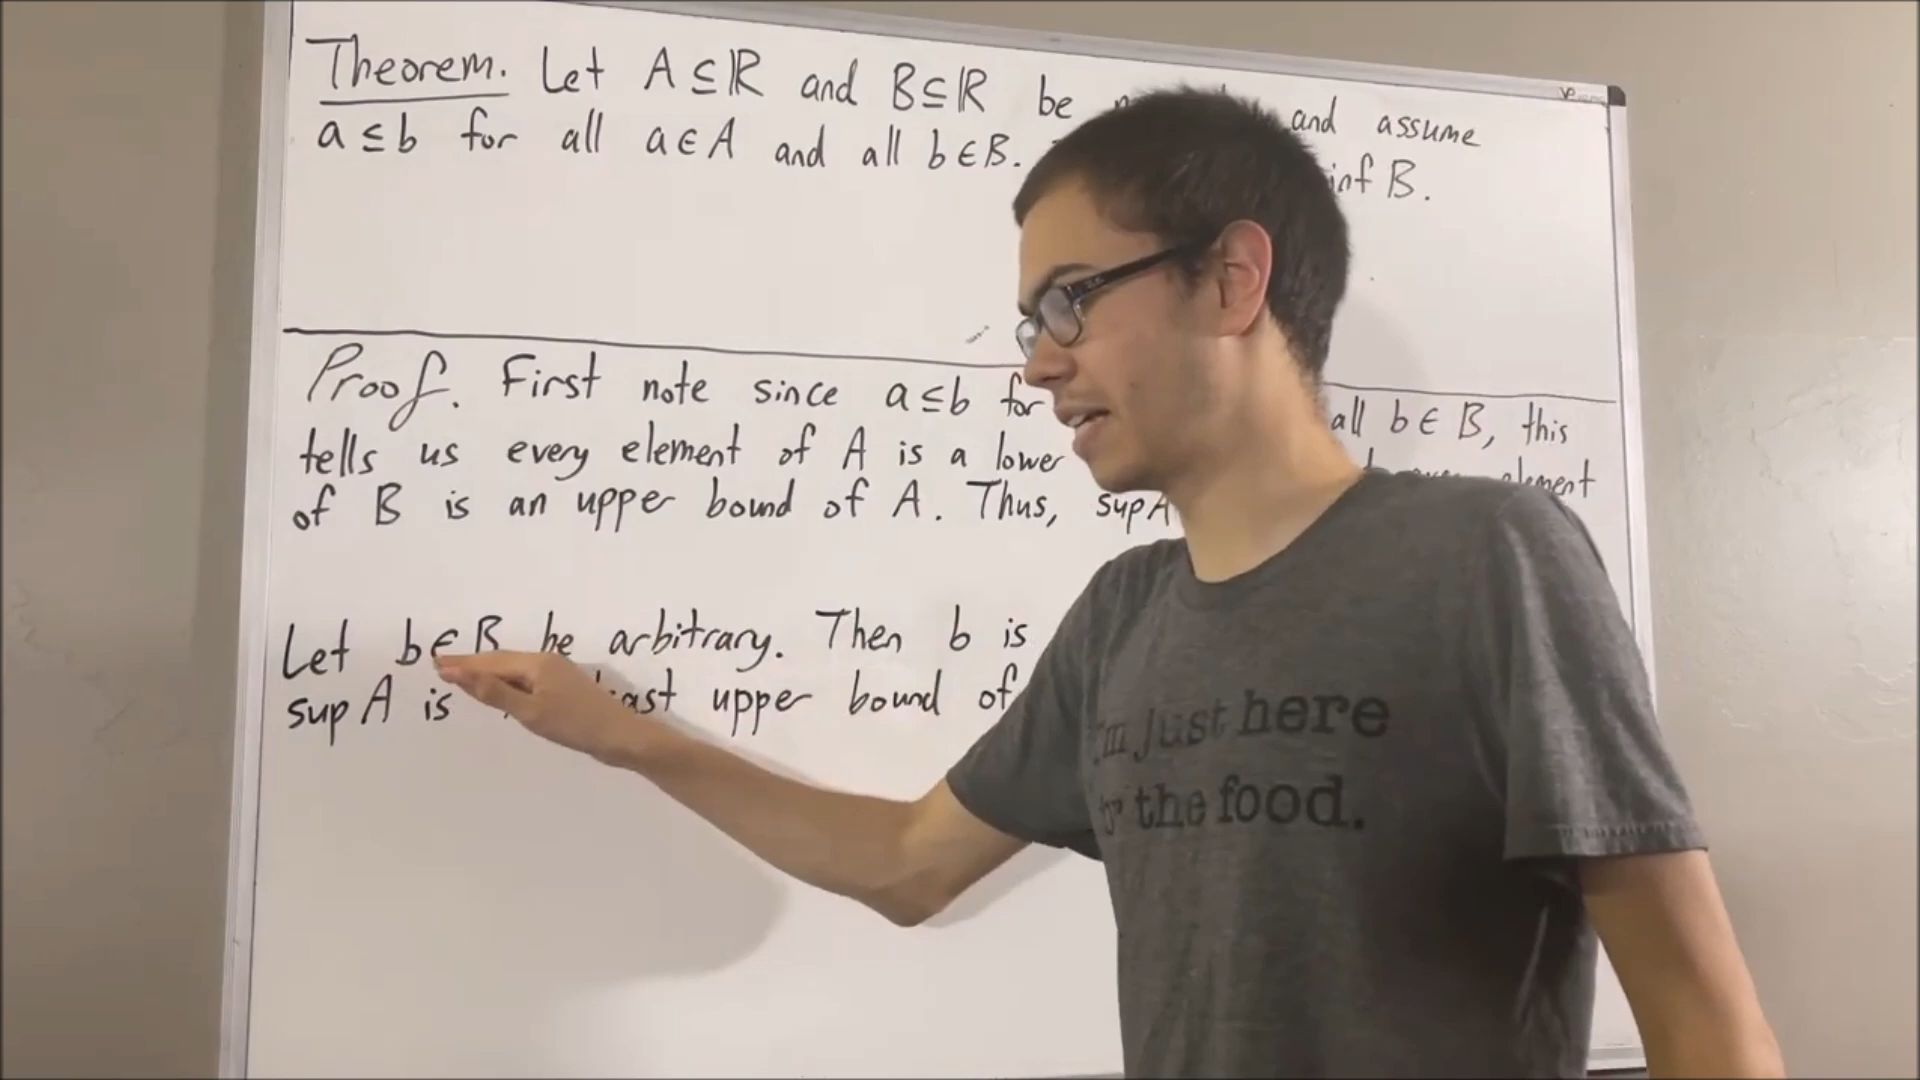 Theorem. Let A ⊆ ℝ and B ⊆ ℝ be and assume
a ≤ b for all a ∈ A and all b ∈ B. inf B.
Proof. First note since a ≤ b for all b ∈ B, this
tells us every element of A is a lower element
of B is an upper bound of A. Thus, sup A
Let b ∈ B be arbitrary. Then b is
sup A is upper bound of
I'm just here
for the food.